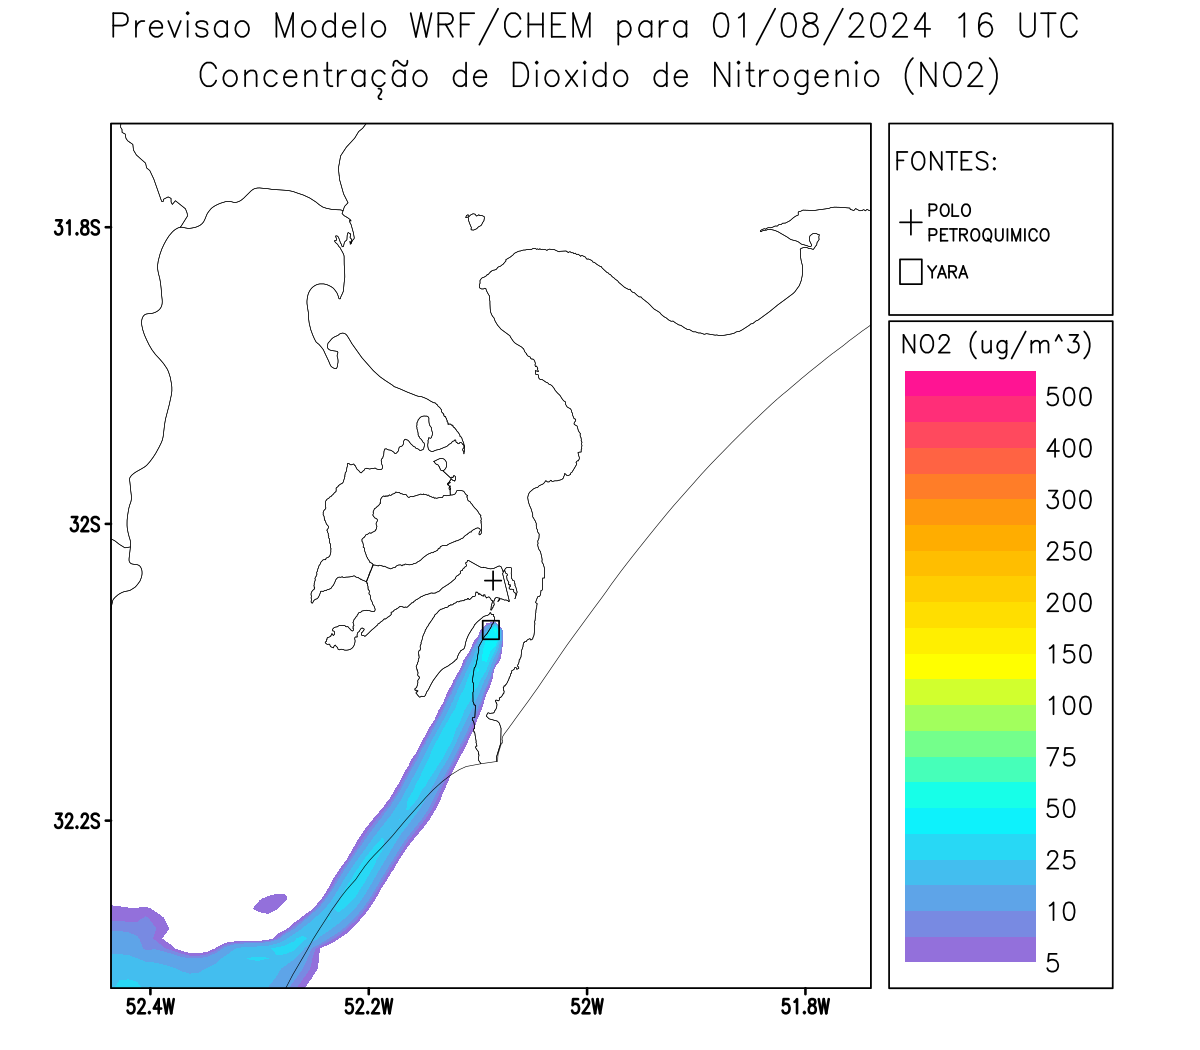 Previsao Modelo WRF/CHEM para 01/08/2024 16 UTC
Concentração de Dioxido de Nitrogenio (NO2)
FONTES:
POLO
PETROQUIMICO
YARA
NO2 (ug/m^3)
500
400
300
250
200
150
100
75
50
25
10
5
31.8S
32S
32.2S
52.4W
52.2W
52W
51.8W